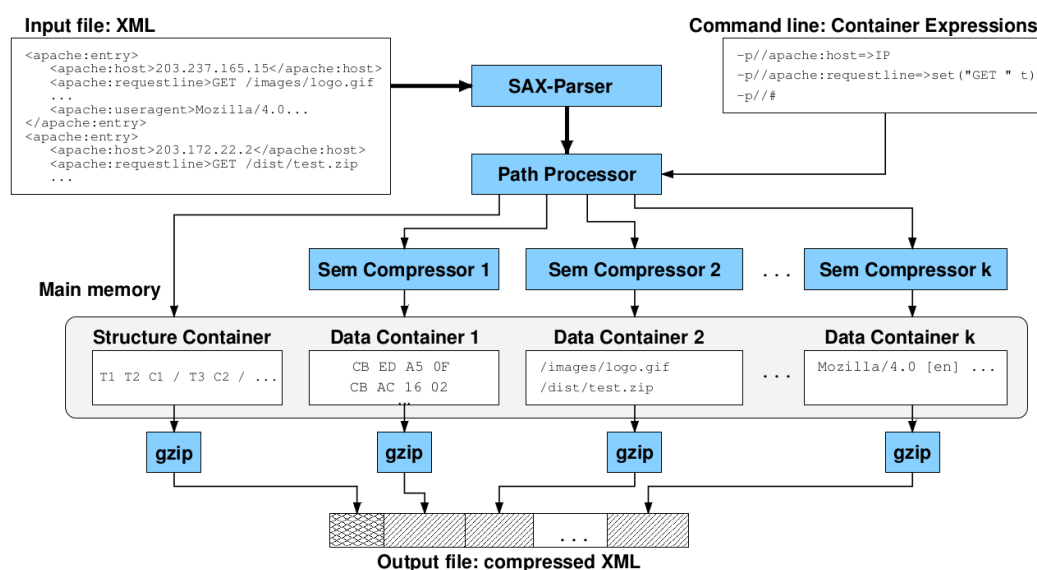 Input file: XML
Command line: Container Expressions
<apache:entry>
<apache:host>203.237.165.15</apache:host>
<apache:requestline>GET /images/logo.gif
...
<apache:useragent>Mozilla/4.0...
</apache:entry>
<apache:entry>
<apache:host>203.172.22.2</apache:host>
<apache:requestline>GET /dist/test.zip
...
-p//apache:host=>IP
-p//apache:requestline=>set("GET " t)
-p//#
SAX-Parser
Path Processor
Sem Compressor 1
Sem Compressor 2
. . .
Sem Compressor k
Main memory
Structure Container
Data Container 1
Data Container 2
Data Container k
T1 T2 C1 / T3 C2 / ...
CB ED A5 0F
CB AC 16 02
...
/images/logo.gif
/dist/test.zip
. . .
Mozilla/4.0 [en] ...
gzip
gzip
gzip
gzip
. . .
Output file: compressed XML